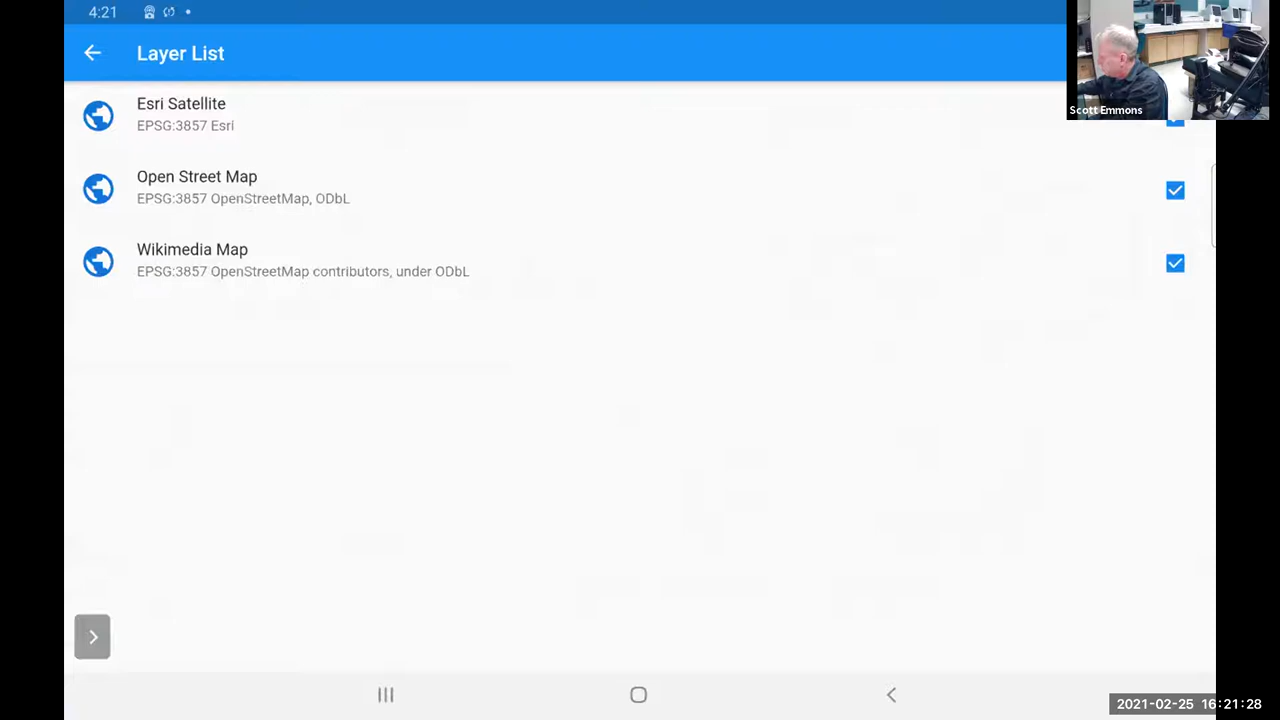 4:21
Layer List
Esri Satellite
EPSG:3857 Esri
Open Street Map
EPSG:3857 OpenStreetMap, ODbL
Wikimedia Map
EPSG:3857 OpenStreetMap contributors, under ODbL
Scott Emmons
2021-02-25 16:21:28